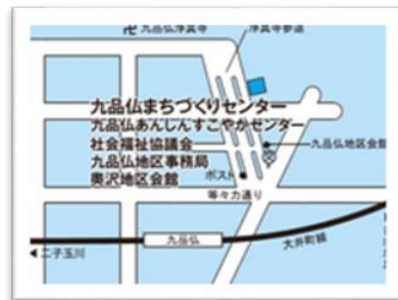 卍九品仏浄真寺
浄真寺参道
九品仏まちづくりセンター
九品仏あんしんすこやかセンター
社会福祉協議会
九品仏地区会館
九品仏地区事務局
奥沢地区会館
ポスト
等々力通り
九品仏
大井町線
二子玉川